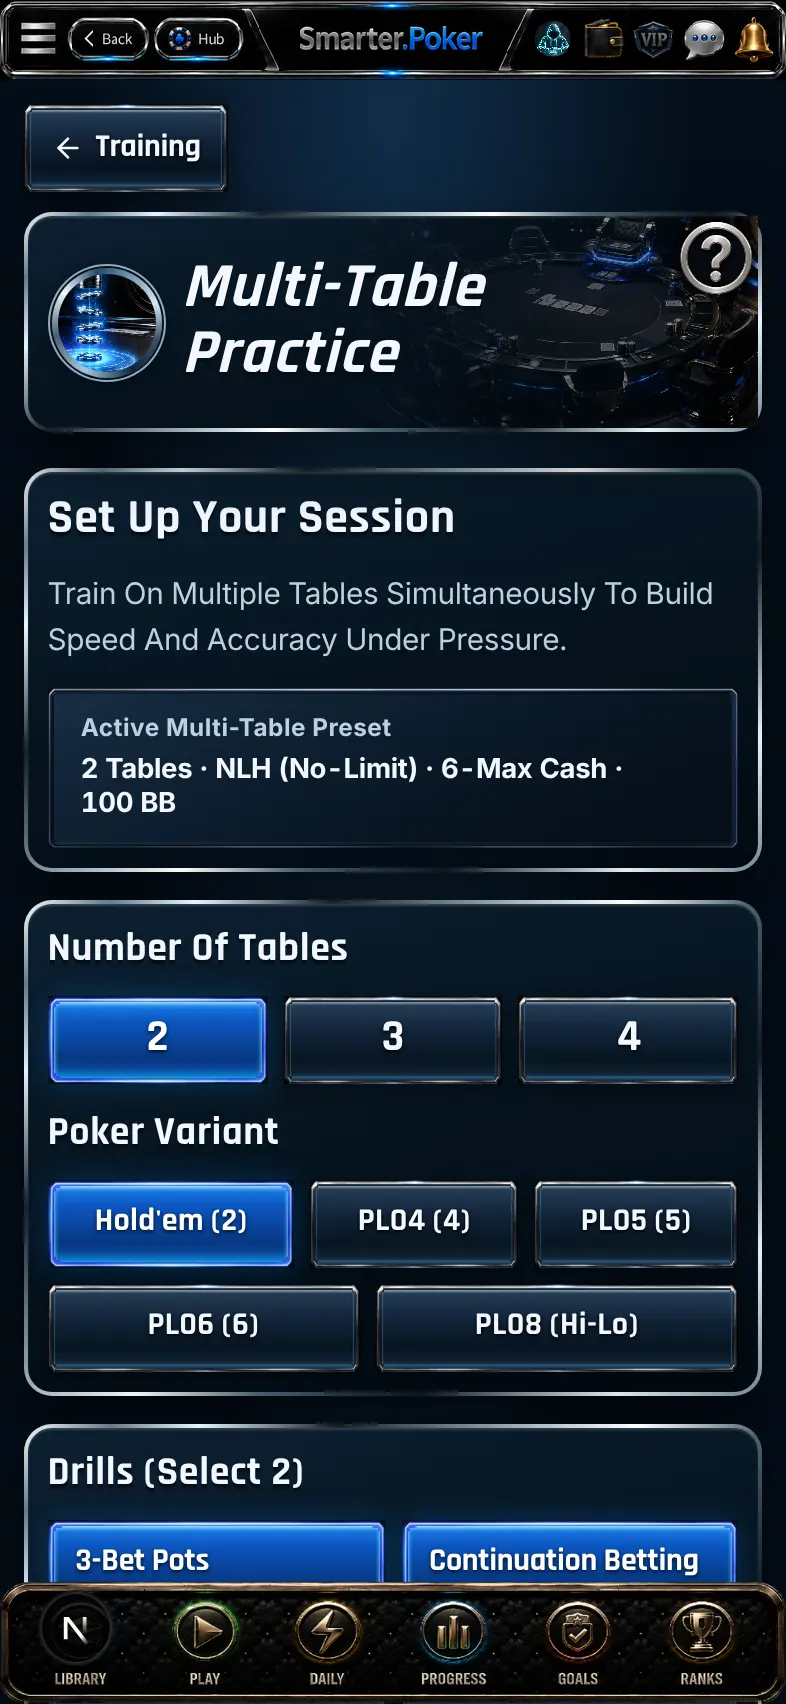 Back
Hub
Smarter.Poker
VIP
Training
?
Multi-Table
Practice
Set Up Your Session
Train On Multiple Tables Simultaneously To Build
Speed And Accuracy Under Pressure.
Active Multi-Table Preset
2 Tables · NLH (No-Limit) · 6-Max Cash ·
100 BB
Number Of Tables
2
3
4
Poker Variant
Hold'em (2)
PLO4 (4)
PLO5 (5)
PLO6 (6)
PLO8 (Hi-Lo)
Drills (Select 2)
3-Bet Pots
Continuation Betting
N
LIBRARY
PLAY
DAILY
PROGRESS
GOALS
RANKS